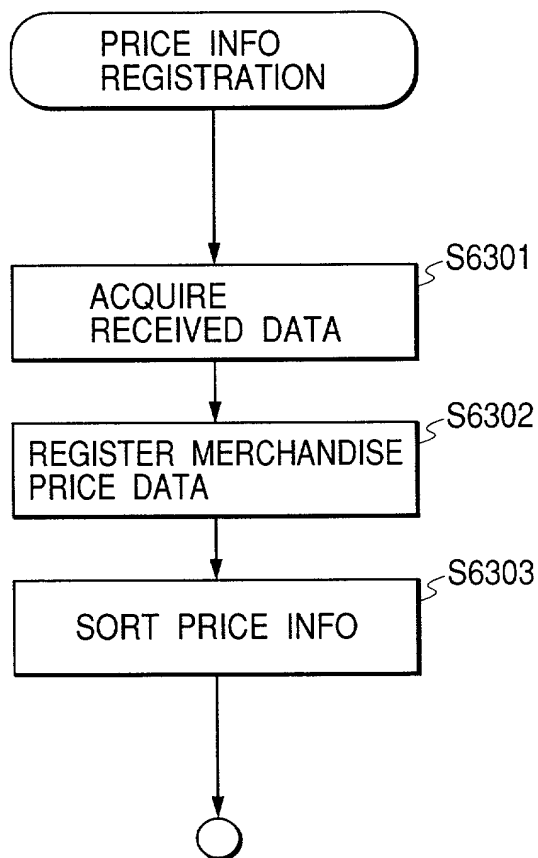 PRICE INFO
REGISTRATION
S6301
ACQUIRE
RECEIVED DATA
S6302
REGISTER MERCHANDISE
PRICE DATA
S6303
SORT PRICE INFO